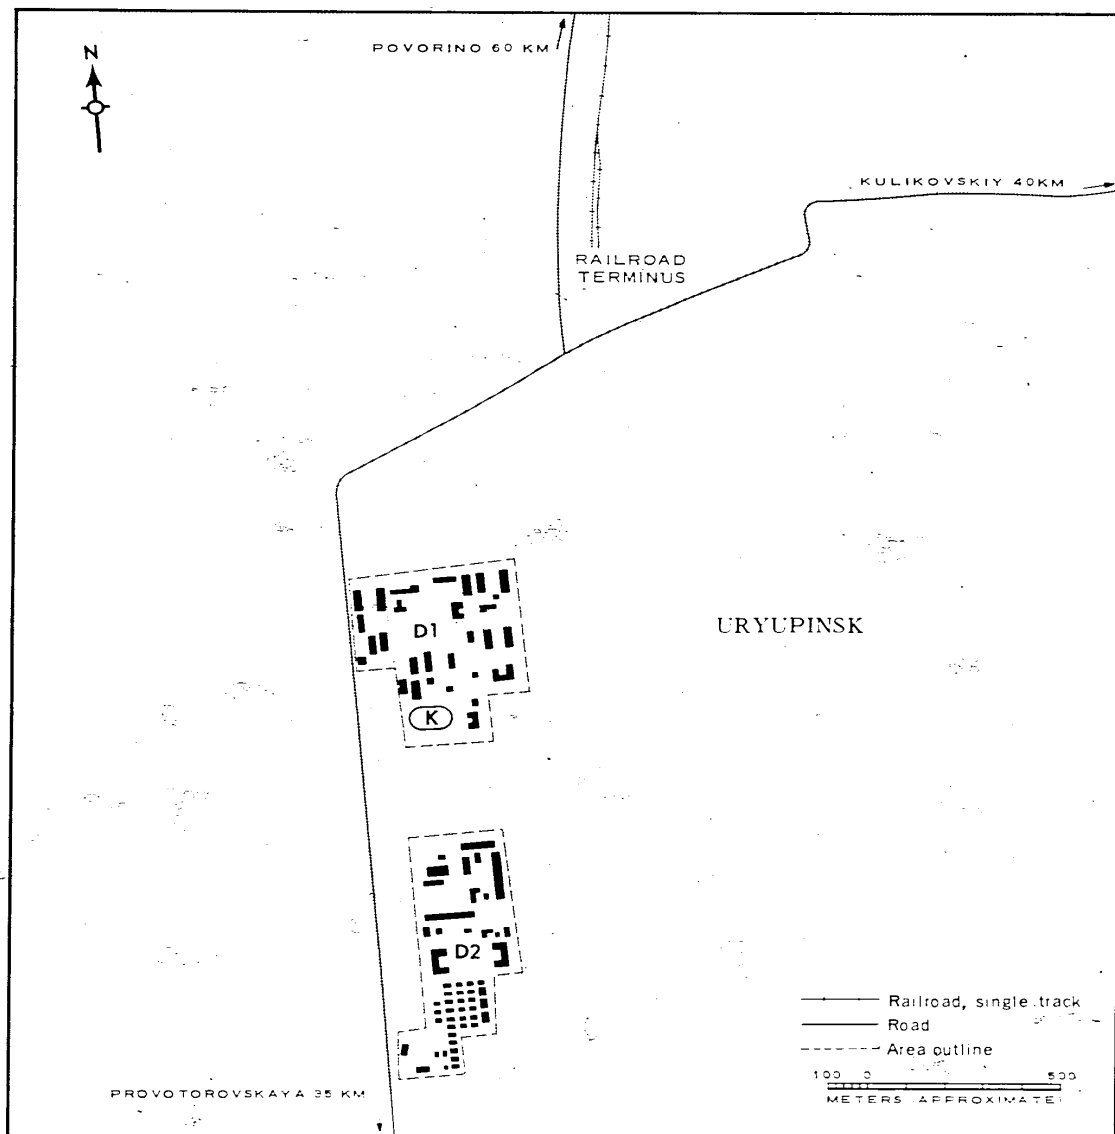 POVORINO 60 KM
N
KULIKOVSKIY 40KM
RAILROAD
TERMINUS
D1
URYUPINSK
K
D2
Railroad, single track
Road
Area outline
100 0 500
METERS (APPROXIMATE)
PROVOTOROVSKAYA 35 KM